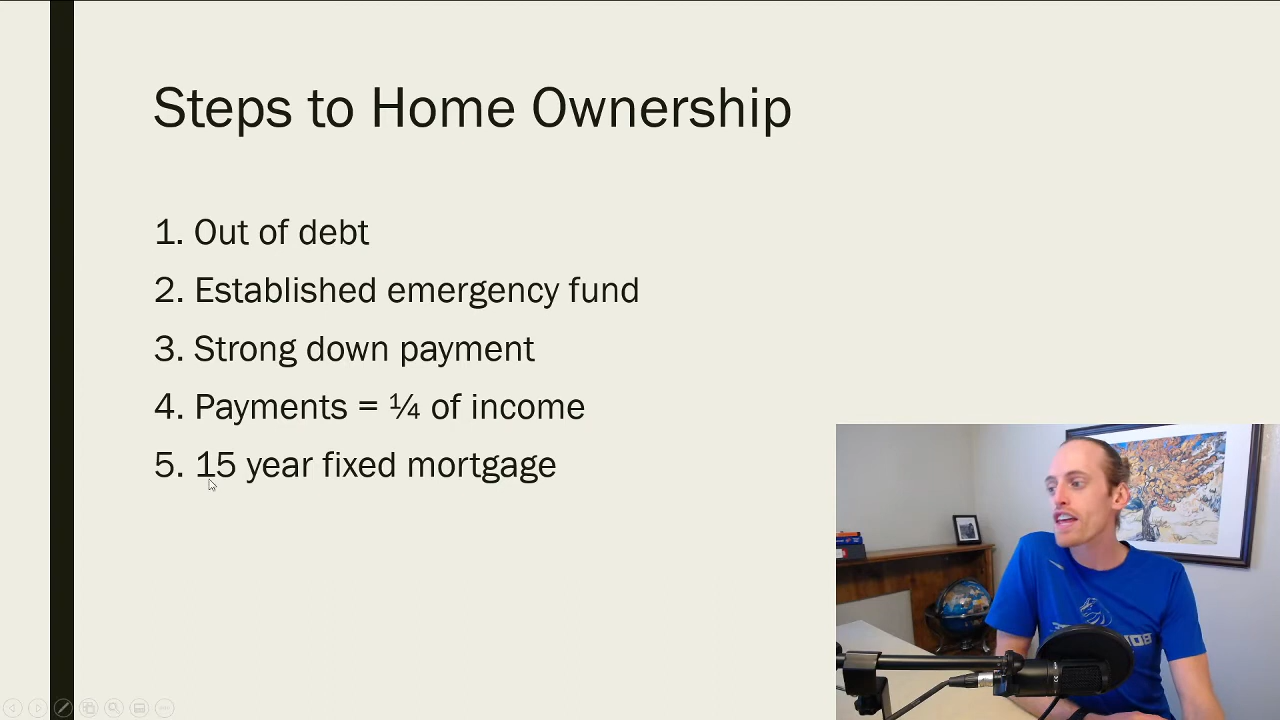 Steps to Home Ownership
1. Out of debt
2. Established emergency fund
3. Strong down payment
4. Payments = ¼ of income
5. 15 year fixed mortgage